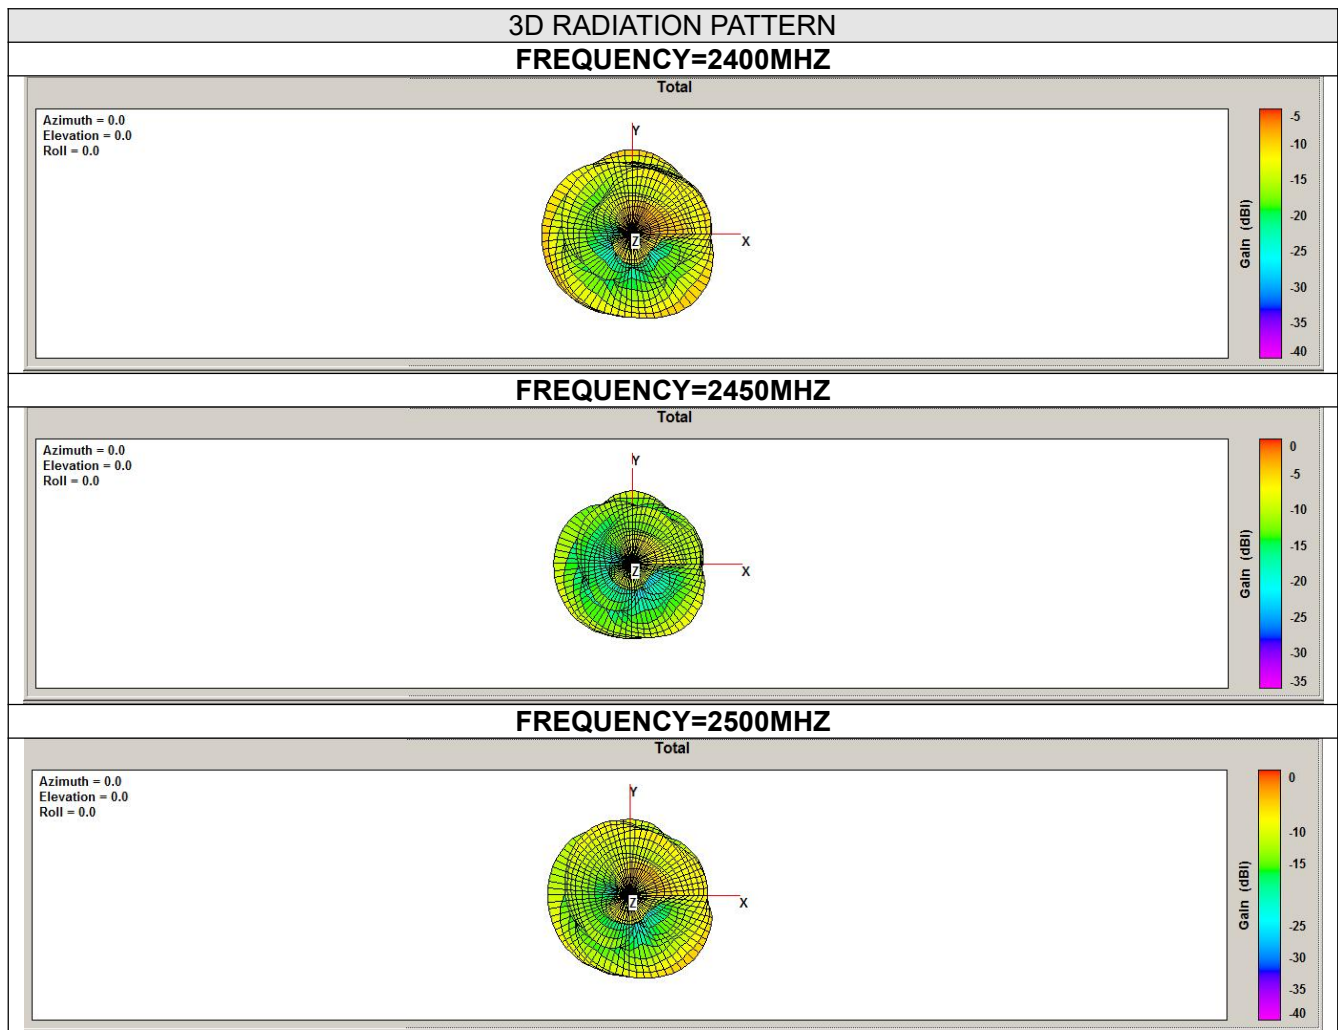 3D RADIATION PATTERN
FREQUENCY=2400MHZ
Total
Azimuth = 0.0
Elevation = 0.0
Roll = 0.0
Y
Z
X
Gain (dBi)
-5
-10
-15
-20
-25
-30
-35
-40
FREQUENCY=2450MHZ
Total
Azimuth = 0.0
Elevation = 0.0
Roll = 0.0
Y
Z
X
Gain (dBi)
0
-5
-10
-15
-20
-25
-30
-35
FREQUENCY=2500MHZ
Total
Azimuth = 0.0
Elevation = 0.0
Roll = 0.0
Y
Z
X
Gain (dBi)
0
-10
-15
-25
-30
-35
-40